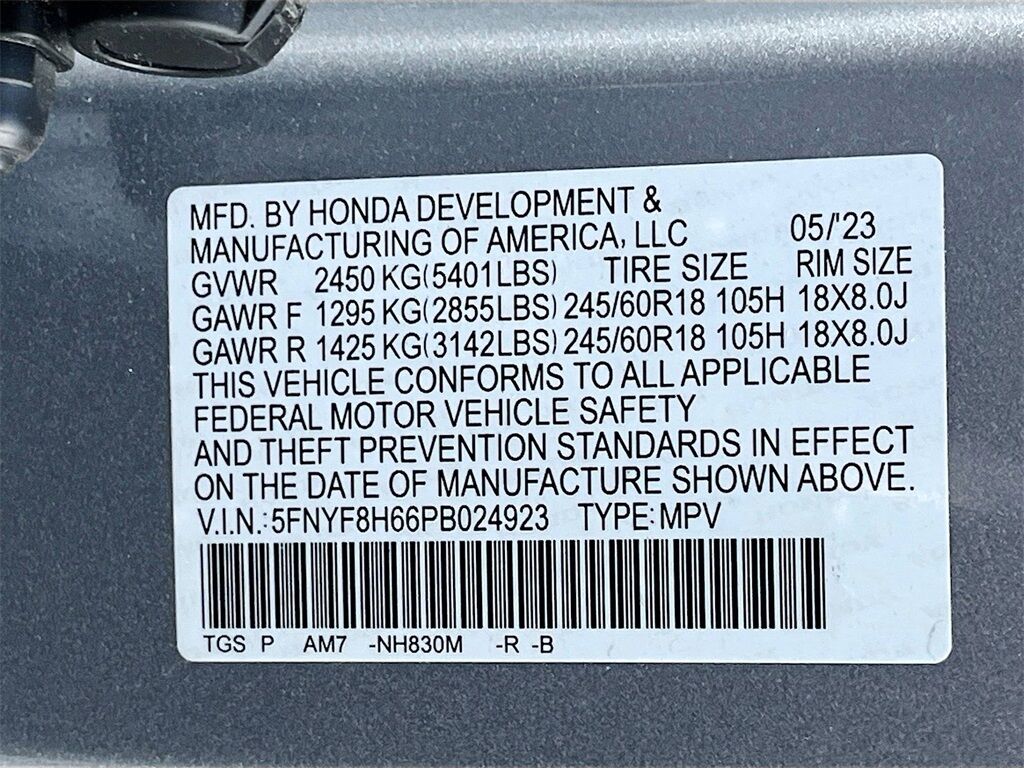 MFD. BY HONDA DEVELOPMENT &
MANUFACTURING OF AMERICA, LLC 05/'23
GVWR 2450 KG(5401LBS) TIRE SIZE RIM SIZE
GAWR F 1295 KG(2855LBS) 245/60R18 105H 18X8.0J
GAWR R 1425 KG(3142LBS) 245/60R18 105H 18X8.0J
THIS VEHICLE CONFORMS TO ALL APPLICABLE
FEDERAL MOTOR VEHICLE SAFETY
AND THEFT PREVENTION STANDARDS IN EFFECT
ON THE DATE OF MANUFACTURE SHOWN ABOVE.
V.I.N.:5FNYF8H66PB024923 TYPE:MPV
TGS P AM7 -NH830M -R -B